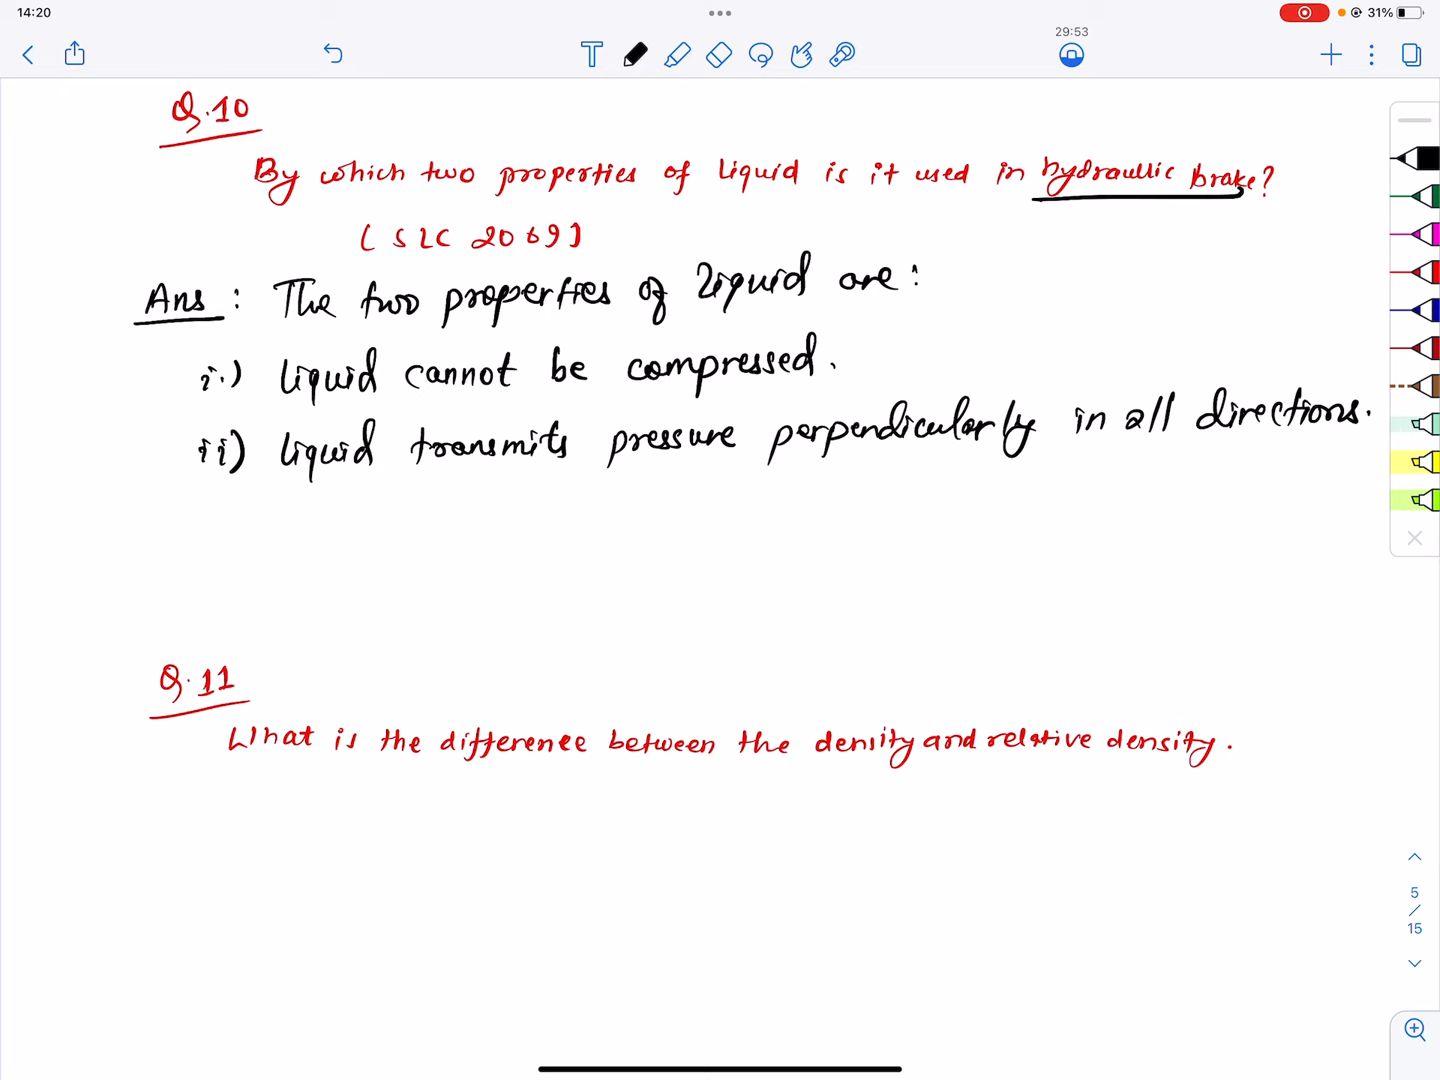 14:20
31%
29:53
Q.10
By which two properties of liquid is it used in hydraullic brake?
(SLC 2069)
Ans : The two properties of liquid are:
i.) liquid cannot be compressed.
ii) liquid transmits pressure perpendicularly in all directions.
Q.11
What is the difference between the density and relative density.
5
/
15